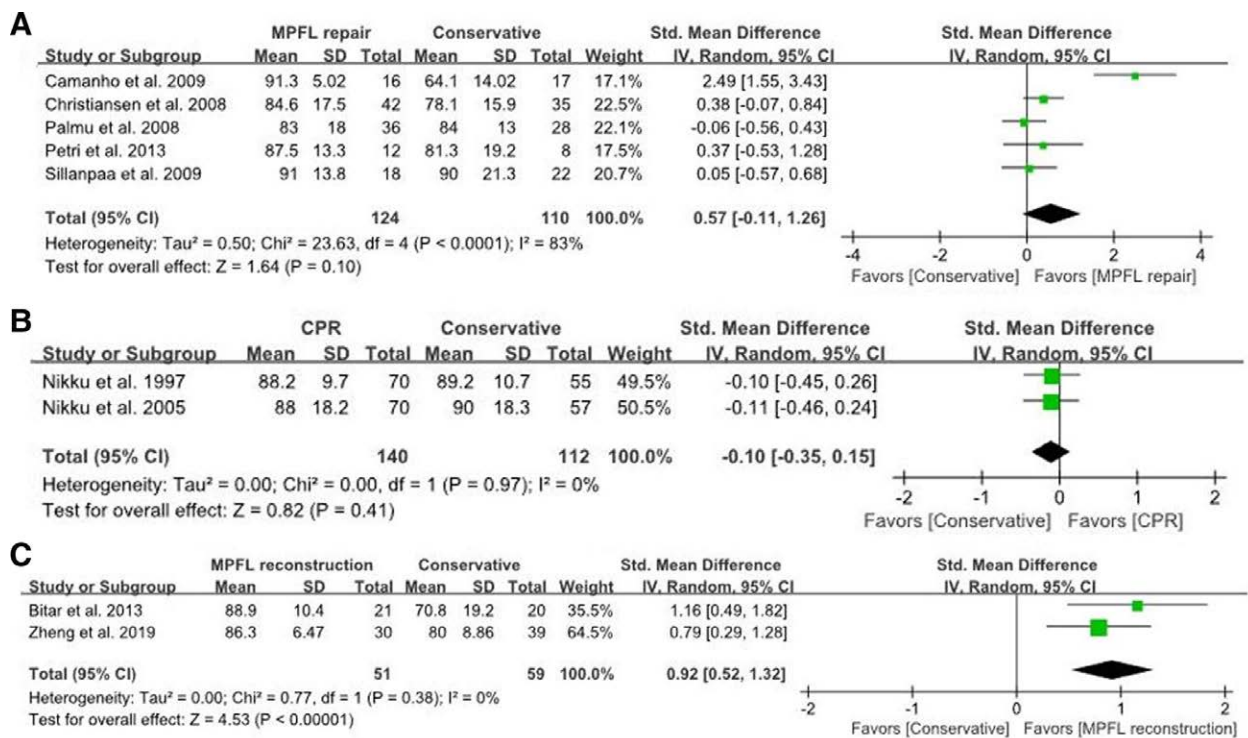 A
MPFL repair Conservative Std. Mean Difference Std. Mean Difference
Study or Subgroup Mean SD Total Mean SD Total Weight IV, Random, 95% CI IV, Random, 95% CI
Camanho et al. 2009 91.3 5.02 16 64.1 14.02 17 17.1% 2.49 [1.55, 3.43]
Christiansen et al. 2008 84.6 17.5 42 78.1 15.9 35 22.5% 0.38 [-0.07, 0.84]
Palmu et al. 2008 83 18 36 84 13 28 22.1% -0.06 [-0.56, 0.43]
Petri et al. 2013 87.5 13.3 12 81.3 19.2 8 17.5% 0.37 [-0.53, 1.28]
Sillanpaa et al. 2009 91 13.8 18 90 21.3 22 20.7% 0.05 [-0.57, 0.68]
Total (95% CI) 124 110 100.0% 0.57 [-0.11, 1.26]
Heterogeneity: Tau² = 0.50; Chi² = 23.63, df = 4 (P < 0.0001); I² = 83%
Test for overall effect: Z = 1.64 (P = 0.10)
-4 -2 0 2 4
Favors [Conservative] Favors [MPFL repair]
B
CPR Conservative Std. Mean Difference Std. Mean Difference
Study or Subgroup Mean SD Total Mean SD Total Weight IV, Random, 95% CI IV, Random, 95% CI
Nikku et al. 1997 88.2 9.7 70 89.2 10.7 55 49.5% -0.10 [-0.45, 0.26]
Nikku et al. 2005 88 18.2 70 90 18.3 57 50.5% -0.11 [-0.46, 0.24]
Total (95% CI) 140 112 100.0% -0.10 [-0.35, 0.15]
Heterogeneity: Tau² = 0.00; Chi² = 0.00, df = 1 (P = 0.97); I² = 0%
Test for overall effect: Z = 0.82 (P = 0.41)
-2 -1 0 1 2
Favors [Conservative] Favors [CPR]
C
MPFL reconstruction Conservative Std. Mean Difference Std. Mean Difference
Study or Subgroup Mean SD Total Mean SD Total Weight IV, Random, 95% CI IV, Random, 95% CI
Bitar et al. 2013 88.9 10.4 21 70.8 19.2 20 35.5% 1.16 [0.49, 1.82]
Zheng et al. 2019 86.3 6.47 30 80 8.86 39 64.5% 0.79 [0.29, 1.28]
Total (95% CI) 51 59 100.0% 0.92 [0.52, 1.32]
Heterogeneity: Tau² = 0.00; Chi² = 0.77, df = 1 (P = 0.38); I² = 0%
Test for overall effect: Z = 4.53 (P < 0.00001)
-2 -1 0 1 2
Favors [Conservative] Favors [MPFL reconstruction]